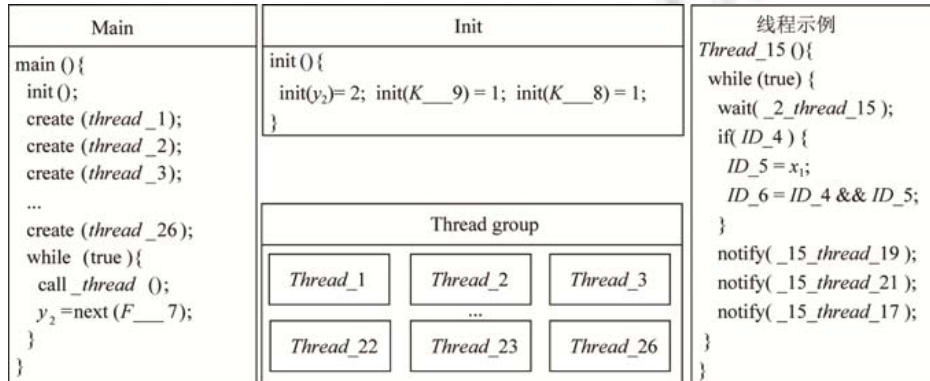 Main
main (){
init();
create (thread_1);
create (thread_2);
create (thread_3);
...
create (thread_26);
while (true){
call_thread ();
y₂ =next (F___7);
}
}
Init
init(){
init(y₂)= 2; init(K___9) = 1; init(K___8) = 1;
}
Thread group
Thread_1 Thread_2 Thread_3
...
Thread_22 Thread_23 Thread_26
线程示例
Thread_15 (){
while (true) {
wait( _2_thread_15 );
if( ID_4 ) {
ID_5 = x₁;
ID_6 = ID_4 && ID_5;
}
notify( _15_thread_19 );
notify( _15_thread_21 );
notify( _15_thread_17 );
}
}